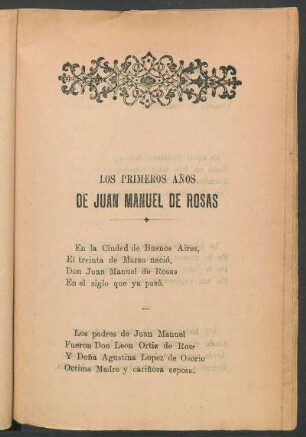 LOS PRIMEROS AÑOS
DE JUAN MANUEL DE ROSAS
En la Ciudad de Buenos Aires,
El treinta de Marzo nació,
Don Juan Manuel de Rosas
En el siglo que ya pasó.
Los padres de Juan Manuel
Fueron Don Leon Ortiz de Ros
Y Doña Agustina Lopez de Osorio
Octima Madre y cariñosa esposa.